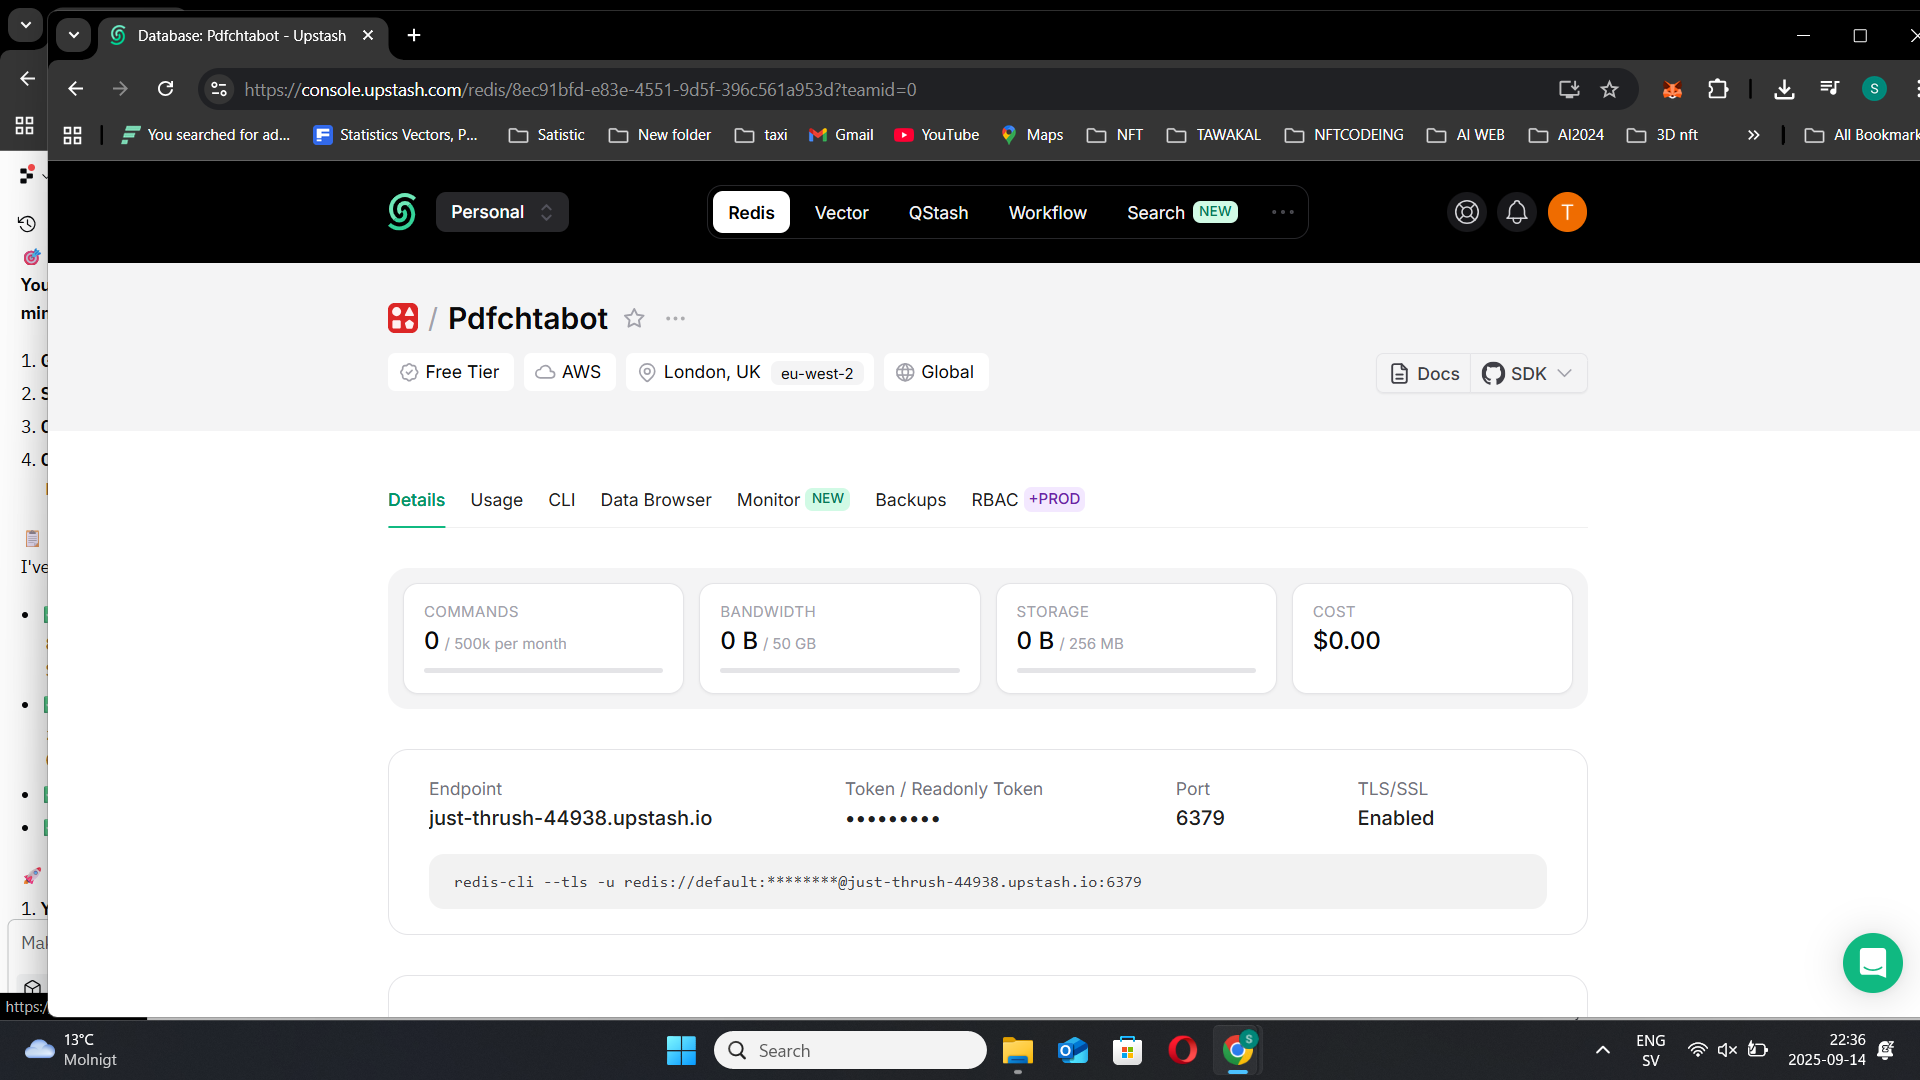 Database: Pdfchtabot - Upstash
https://console.upstash.com/redis/8ec91bfd-e83e-4551-9d5f-396c561a953d?teamid=0
S
You searched for ad...
Statistics Vectors, P...
Satistic
New folder
taxi
Gmail
YouTube
Maps
NFT
TAWAKAL
NFTCODEING
AI WEB
AI2024
3D nft
»
All Bookmark
Personal
Redis
Vector
QStash
Workflow
Search NEW
T
/ Pdfchtabot
Free Tier
AWS
London, UK eu-west-2
Global
Docs
SDK
Details
Usage
CLI
Data Browser
Monitor NEW
Backups
RBAC +PROD
COMMANDS
0 / 500k per month
BANDWIDTH
0 B / 50 GB
STORAGE
0 B / 256 MB
COST
$0.00
Endpoint
just-thrush-44938.upstash.io
Token / Readonly Token
•••••••••
Port
6379
TLS/SSL
Enabled
redis-cli --tls -u redis://default:********@just-thrush-44938.upstash.io:6379
You
min
1.
2.
3.
4.
I've
1.
https:/
13°C
Molnigt
Search
S
ENG
SV
22:36
2025-09-14